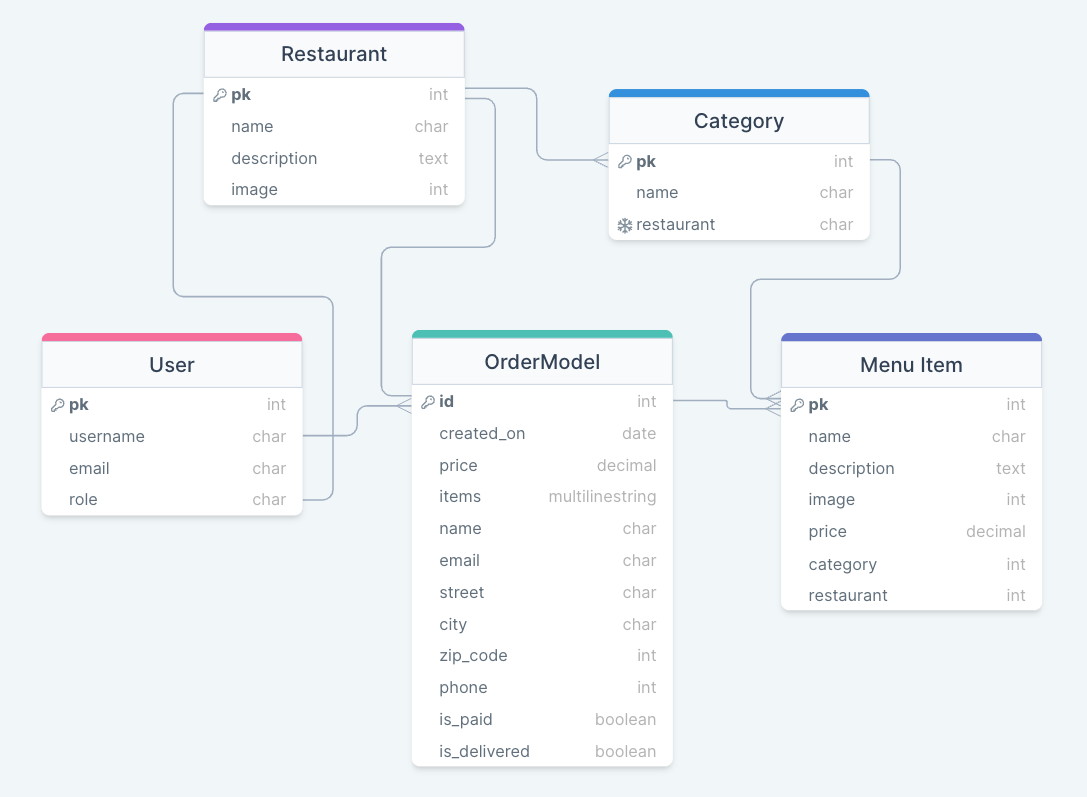 Restaurant
pk int
name char
description text
image int
Category
pk int
name char
restaurant char
User
pk int
username char
email char
role char
OrderModel
id int
created_on date
price decimal
items multilinestring
name char
email char
street char
city char
zip_code int
phone int
is_paid boolean
is_delivered boolean
Menu Item
pk int
name char
description text
image int
price decimal
category int
restaurant int